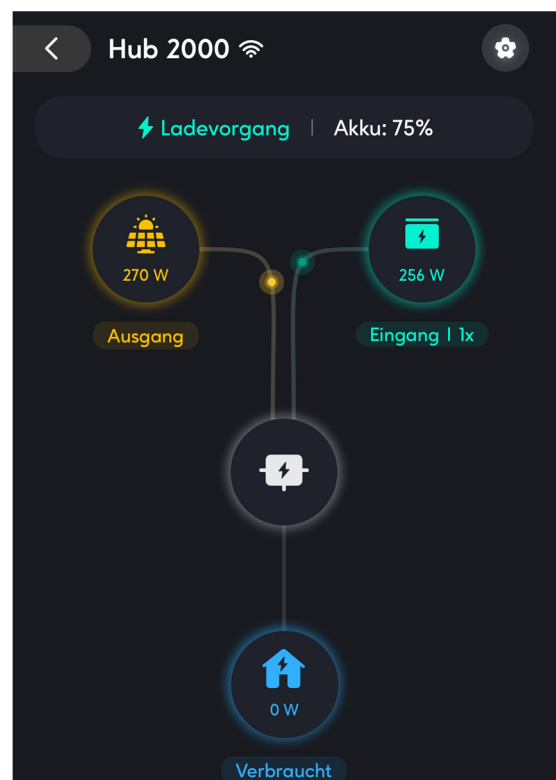 Hub 2000
Ladevorgang | Akku: 75%
270 W
256 W
Ausgang
Eingang | 1x
0 W
Verbraucht